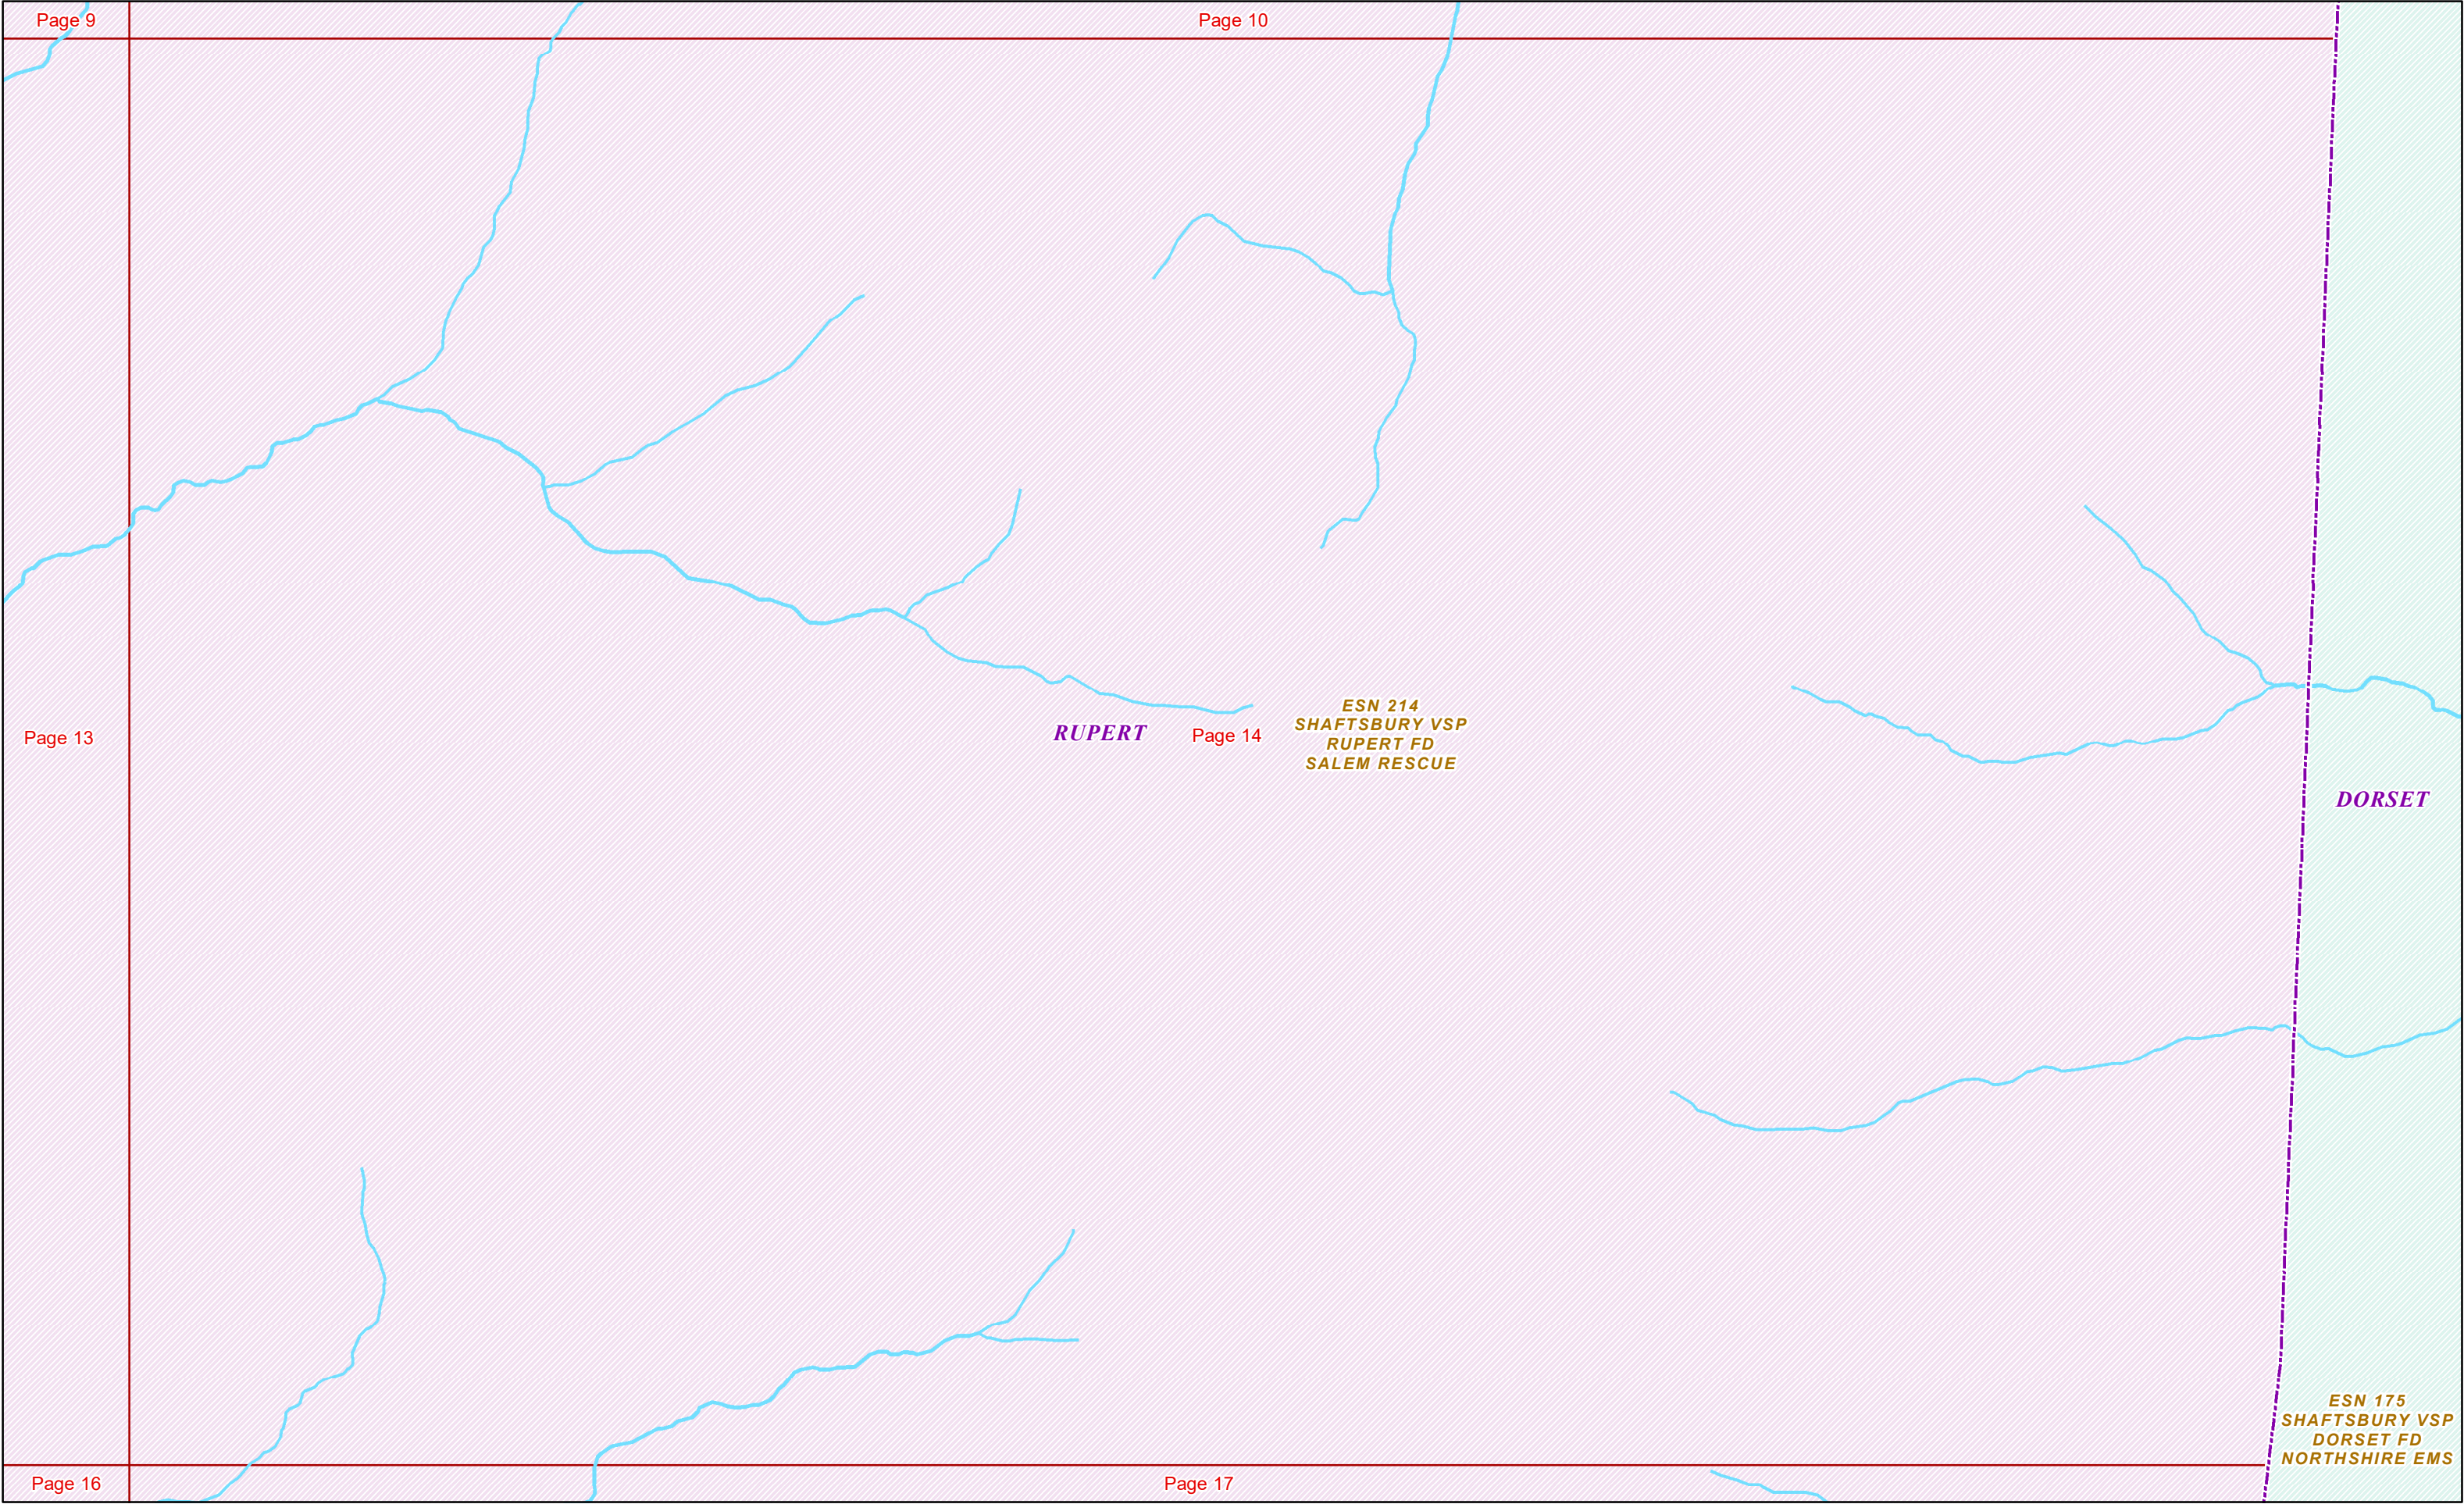 Page 9
Page 10
ESN 214
SHAFTSBURY VSP
RUPERT FD
SALEM RESCUE
RUPERT
Page 14
Page 13
DORSET
ESN 175
SHAFTSBURY VSP
DORSET FD
NORTHSHIRE EMS
Page 16
Page 17